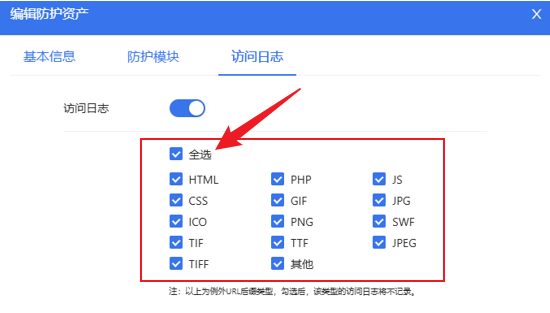 编辑防护资产 X
基本信息 防护模块 访问日志
访问日志
全选
HTML PHP JS
CSS GIF JPG
ICO PNG SWF
TIF TTF JPEG
TIFF 其他
注：以上为例外URL后缀类型，勾选后，该类型的访问日志将不记录。